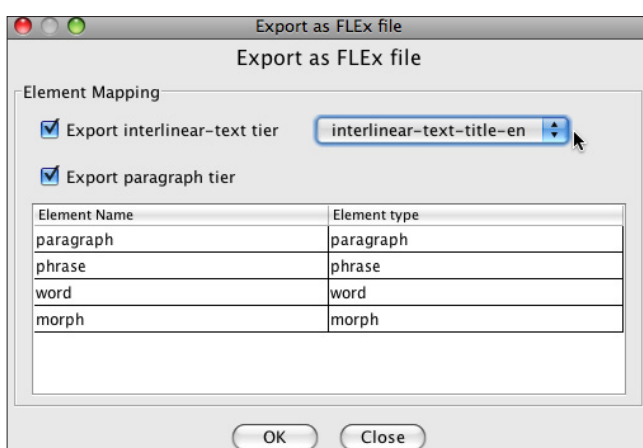 Export as FLEx file
Export as FLEx file
Element Mapping
Export interlinear-text tier interlinear-text-title-en
Export paragraph tier
Element Name Element type
paragraph paragraph
phrase phrase
word word
morph morph
OK Close